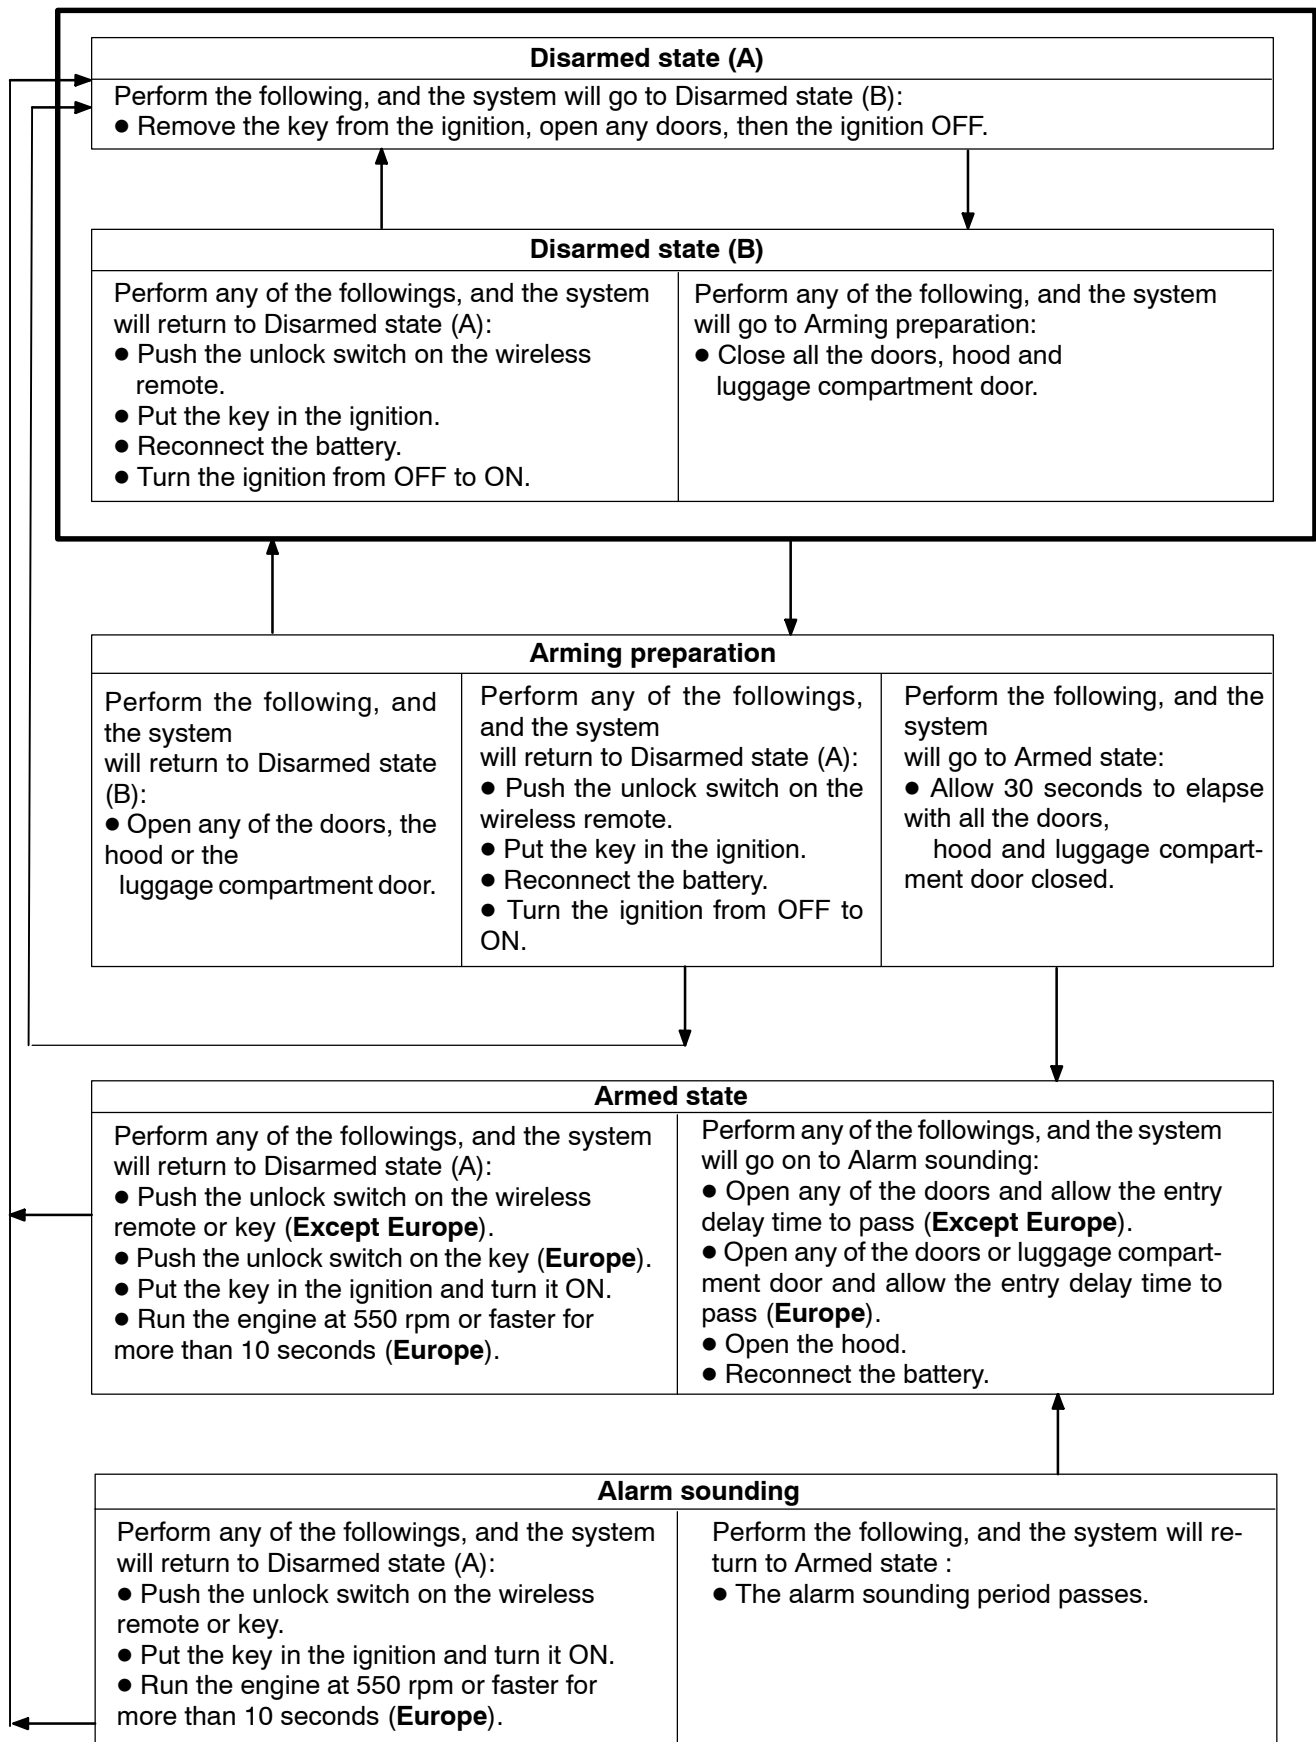 Disarmed state (A)
Perform the following, and the system will go to Disarmed state (B):
● Remove the key from the ignition, open any doors, then the ignition OFF.
Disarmed state (B)
Perform any of the followings, and the system
will return to Disarmed state (A):
● Push the unlock switch on the wireless
remote.
● Put the key in the ignition.
● Reconnect the battery.
● Turn the ignition from OFF to ON.
Perform any of the following, and the system
will go to Arming preparation:
● Close all the doors, hood and
luggage compartment door.
Arming preparation
Perform the following, and
the system
will return to Disarmed state
(B):
● Open any of the doors, the
hood or the
luggage compartment door.
Perform any of the followings,
and the system
will return to Disarmed state (A):
● Push the unlock switch on the
wireless remote.
● Put the key in the ignition.
● Reconnect the battery.
● Turn the ignition from OFF to
ON.
Perform the following, and the
system
will go to Armed state:
● Allow 30 seconds to elapse
with all the doors,
hood and luggage compart-
ment door closed.
Armed state
Perform any of the followings, and the system
will return to Disarmed state (A):
● Push the unlock switch on the wireless
remote or key (Except Europe).
● Push the unlock switch on the key (Europe).
● Put the key in the ignition and turn it ON.
● Run the engine at 550 rpm or faster for
more than 10 seconds (Europe).
Perform any of the followings, and the system
will go on to Alarm sounding:
● Open any of the doors and allow the entry
delay time to pass (Except Europe).
● Open any of the doors or luggage compart-
ment door and allow the entry delay time to
pass (Europe).
● Open the hood.
● Reconnect the battery.
Alarm sounding
Perform any of the followings, and the system
will return to Disarmed state (A):
● Push the unlock switch on the wireless
remote or key.
● Put the key in the ignition and turn it ON.
● Run the engine at 550 rpm or faster for
more than 10 seconds (Europe).
Perform the following, and the system will re-
turn to Armed state :
● The alarm sounding period passes.